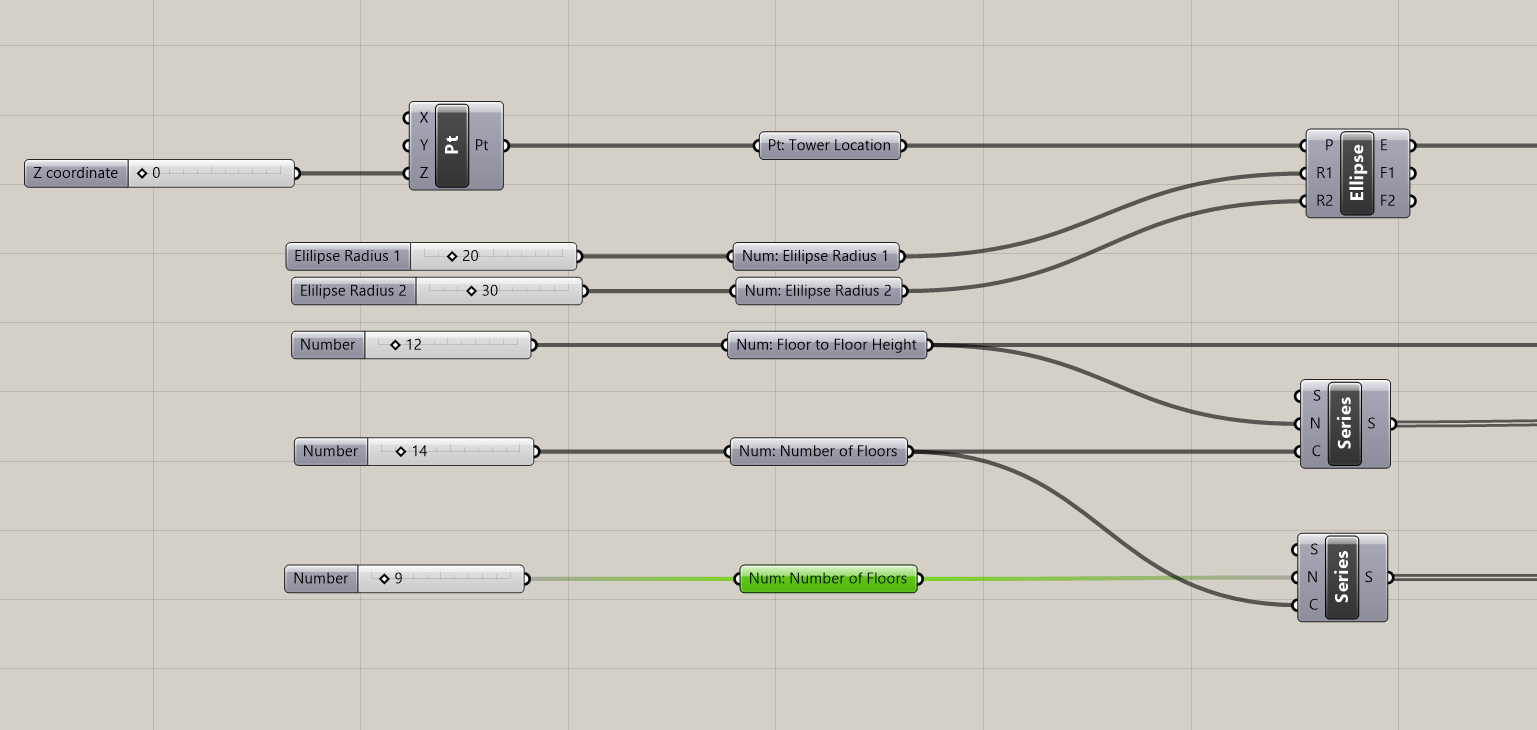 X
Y
Z
Pt
Pt
Z coordinate
0
Pt: Tower Location
P
R1
R2
Ellipse
E
F1
F2
Elilipse Radius 1
20
Num: Elilipse Radius 1
Elilipse Radius 2
30
Num: Elilipse Radius 2
Number
12
Num: Floor to Floor Height
S
N
C
Series
S
Number
14
Num: Number of Floors
Number
9
Num: Number of Floors
S
N
C
Series
S